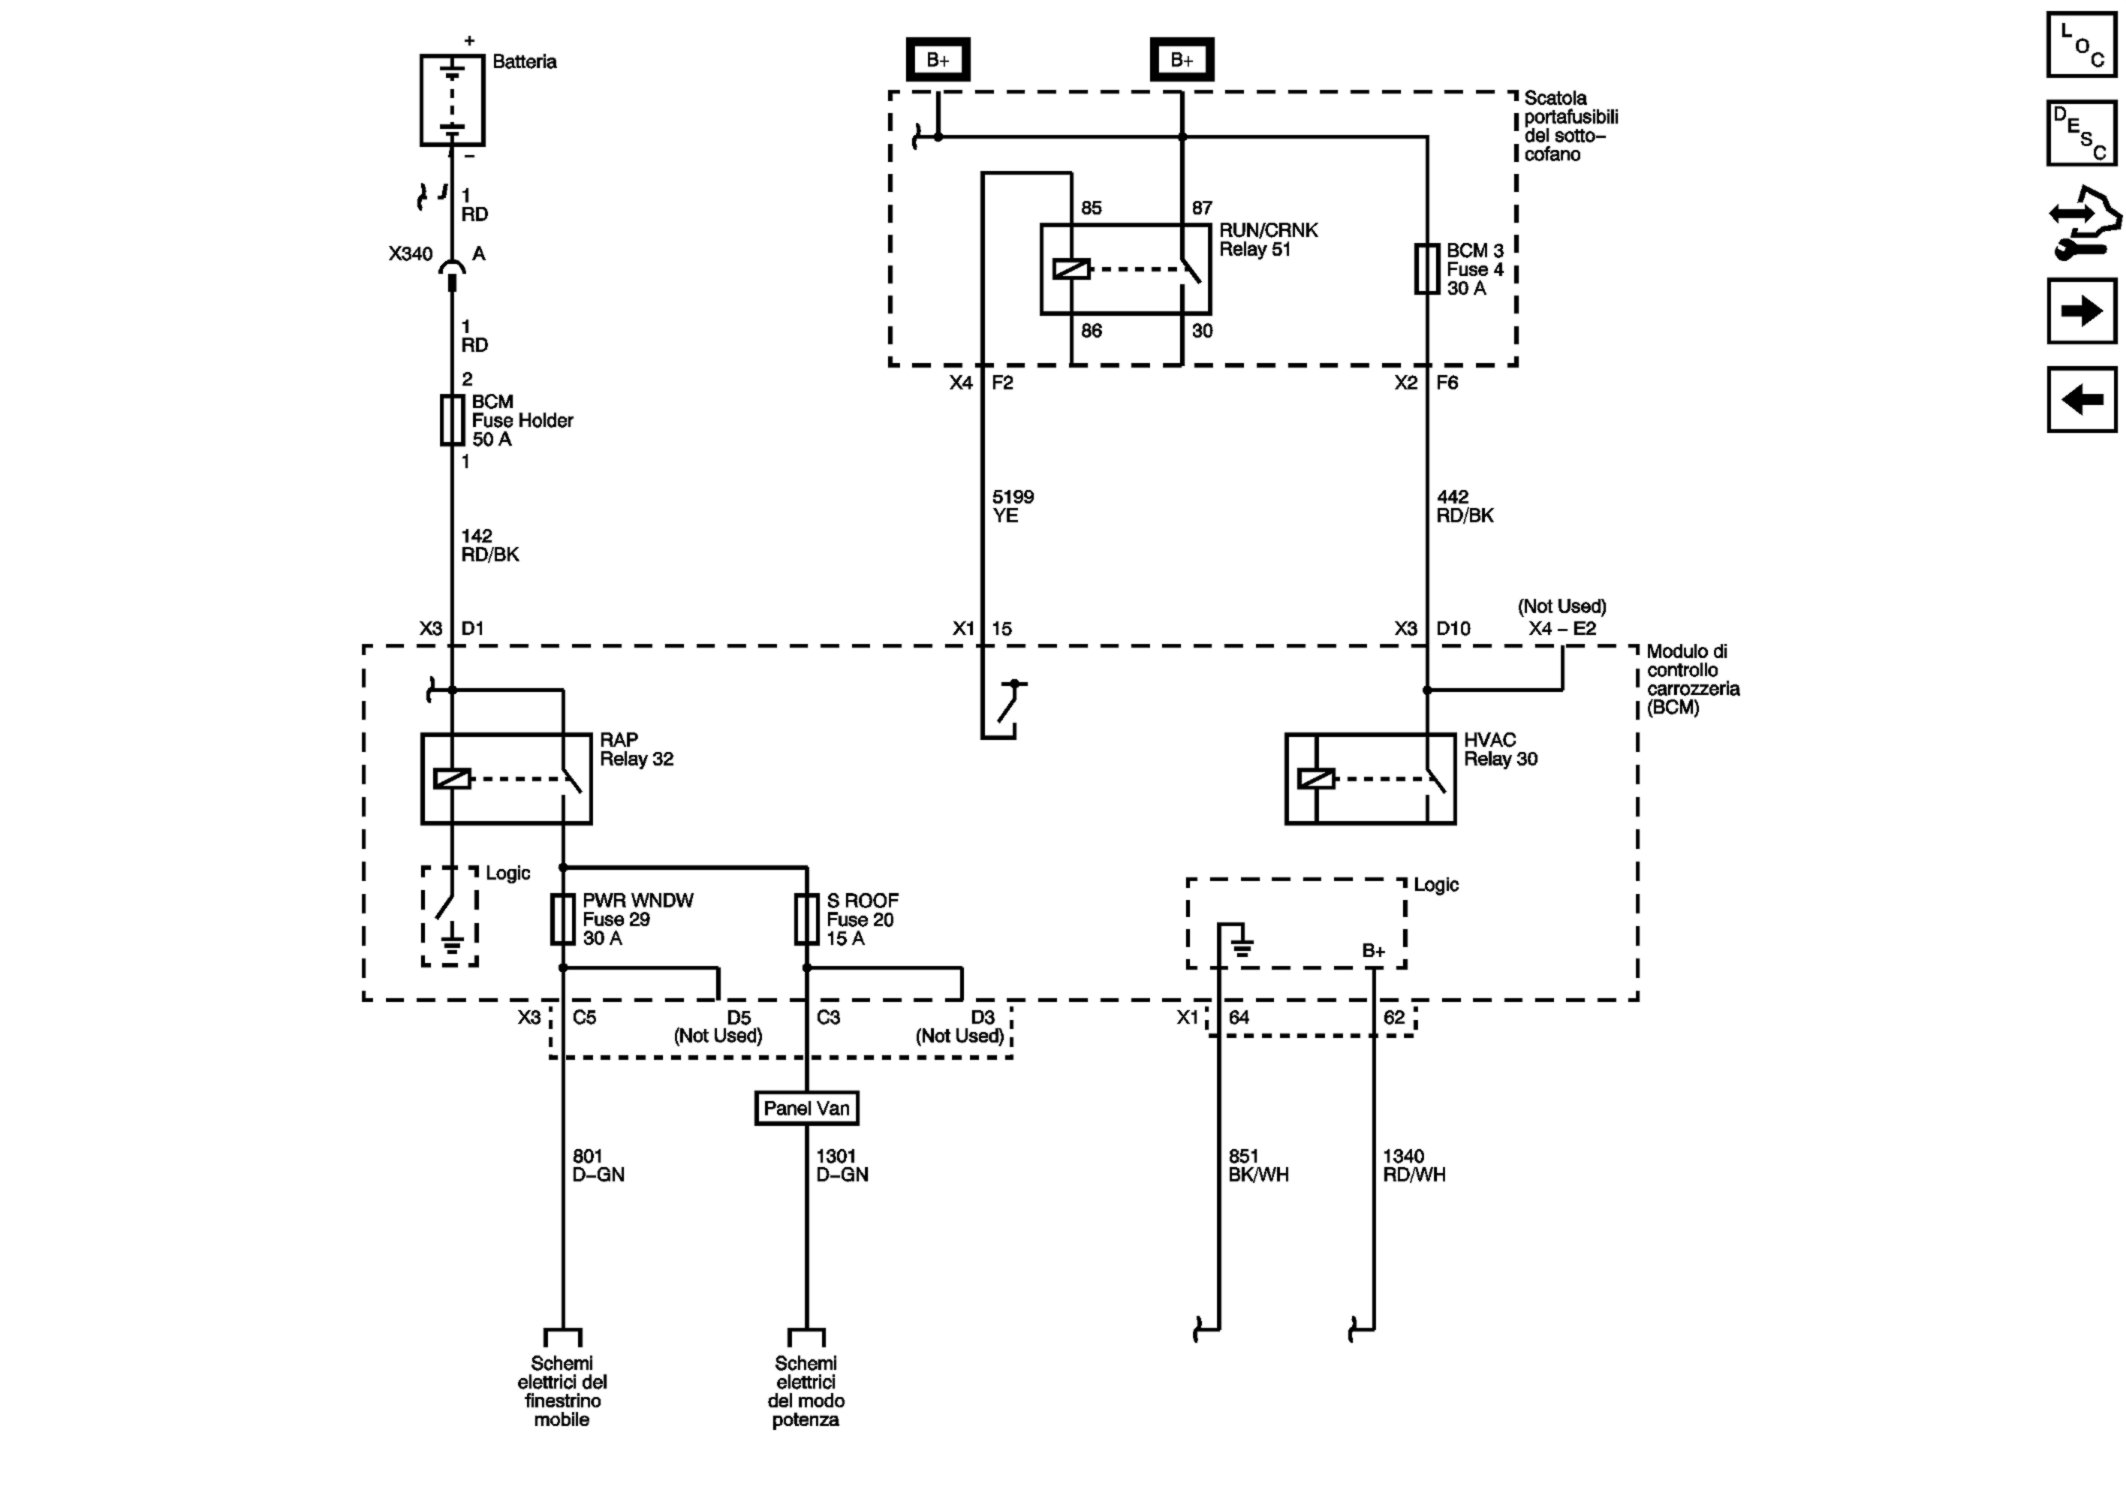 +
Batteria
–
1
RD
X340 A
1
RD
2
BCM
Fuse Holder
50 A
1
142
RD/BK
X3 D1
B+
B+
Scatola
portafusibili
del sotto–
cofano
85
87
RUN/CRNK
Relay 51
86
30
BCM 3
Fuse 4
30 A
X4 F2
X2 F6
5199
YE
442
RD/BK
X1 15
X3 D10
(Not Used)
X4 – E2
Modulo di
controllo
carrozzeria
(BCM)
RAP
Relay 32
HVAC
Relay 30
Logic
PWR WNDW
Fuse 29
30 A
S ROOF
Fuse 20
15 A
Logic
B+
X3 C5
D5
(Not Used)
C3
D3
(Not Used)
X1 64
62
Panel Van
801
D–GN
1301
D–GN
851
BK/WH
1340
RD/WH
Schemi
elettrici del
finestrino
mobile
Schemi
elettrici
del modo
potenza
LOC
DESC